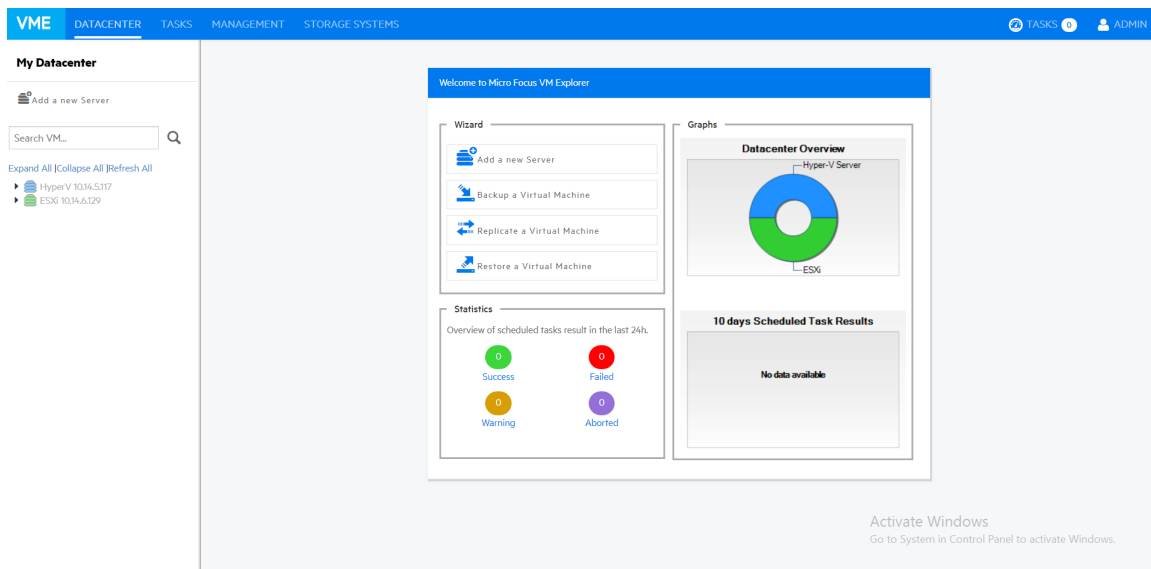 VME DATACENTER TASKS MANAGEMENT STORAGE SYSTEMS TASKS 0 ADMIN
My Datacenter
Add a new Server
Search VM...
Expand All |Collapse All |Refresh All
HyperV 10.14.5.117
ESXi 10.14.6.129
Welcome to Micro Focus VM Explorer
Wizard
Add a new Server
Backup a Virtual Machine
Replicate a Virtual Machine
Restore a Virtual Machine
Statistics
Overview of scheduled tasks result in the last 24h.
0 0
Success Failed
0 0
Warning Aborted
Graphs
Datacenter Overview
Hyper-V Server
ESXi
10 days Scheduled Task Results
No data available
Activate Windows
Go to System in Control Panel to activate Windows.